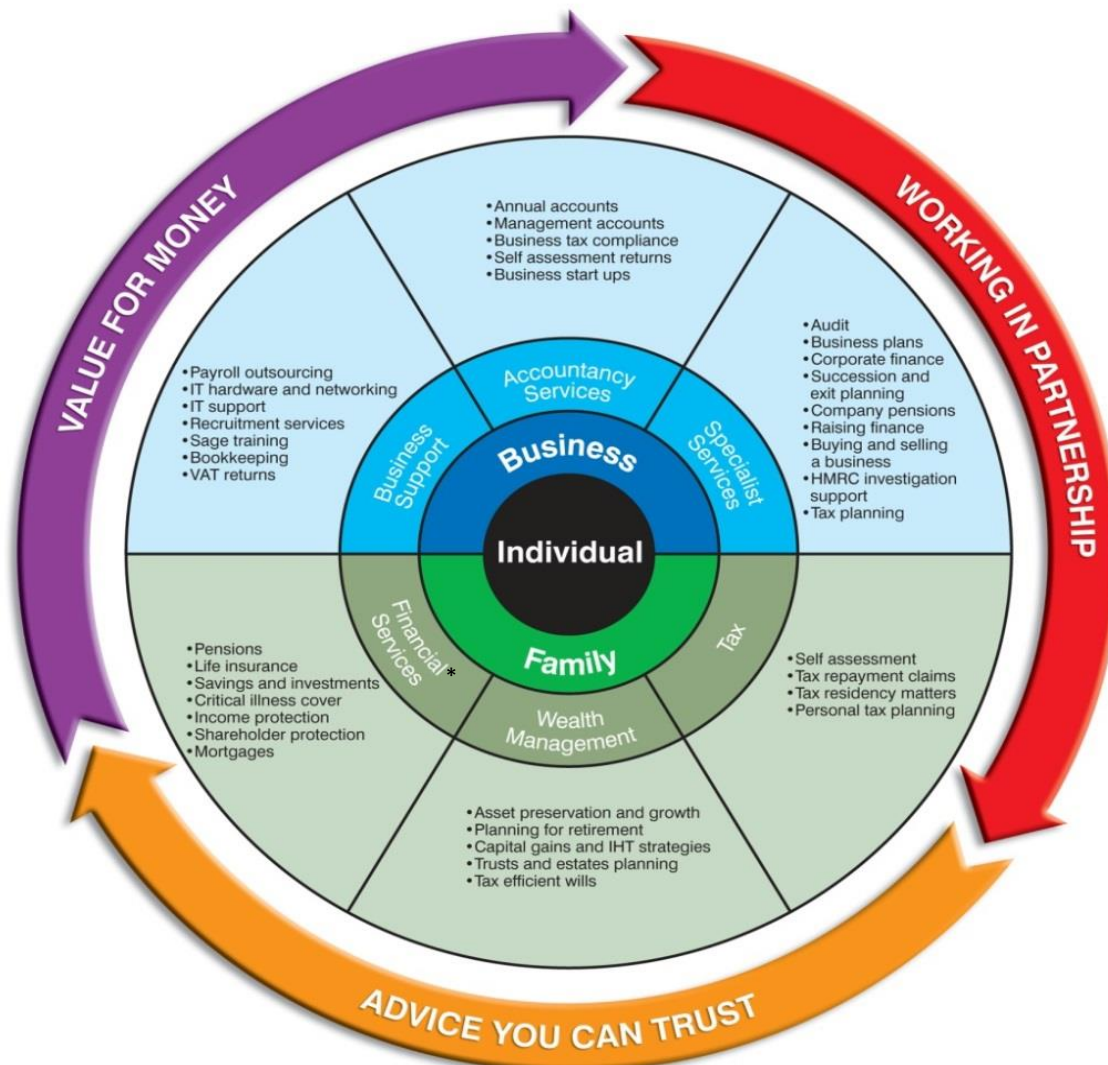 VALUE FOR MONEY
WORKING IN PARTNERSHIP
ADVICE YOU CAN TRUST
•Annual accounts
•Management accounts
•Business tax compliance
•Self assessment returns
•Business start ups
•Payroll outsourcing
•IT hardware and networking
•IT support
•Recruitment services
•Sage training
•Bookkeeping
•VAT returns
•Audit
•Business plans
•Corporate finance
•Succession and
exit planning
•Company pensions
•Raising finance
•Buying and selling
a business
•HMRC investigation
support
•Tax planning
Business
Support
Accountancy
Services
Specialist
Services
Business
Individual
Family
Financial*
Services
Wealth
Management
Tax
•Pensions
•Life insurance
•Savings and investments
•Critical illness cover
•Income protection
•Shareholder protection
•Mortgages
•Self assessment
•Tax repayment claims
•Tax residency matters
•Personal tax planning
•Asset preservation and growth
•Planning for retirement
•Capital gains and IHT strategies
•Trusts and estates planning
•Tax efficient wills